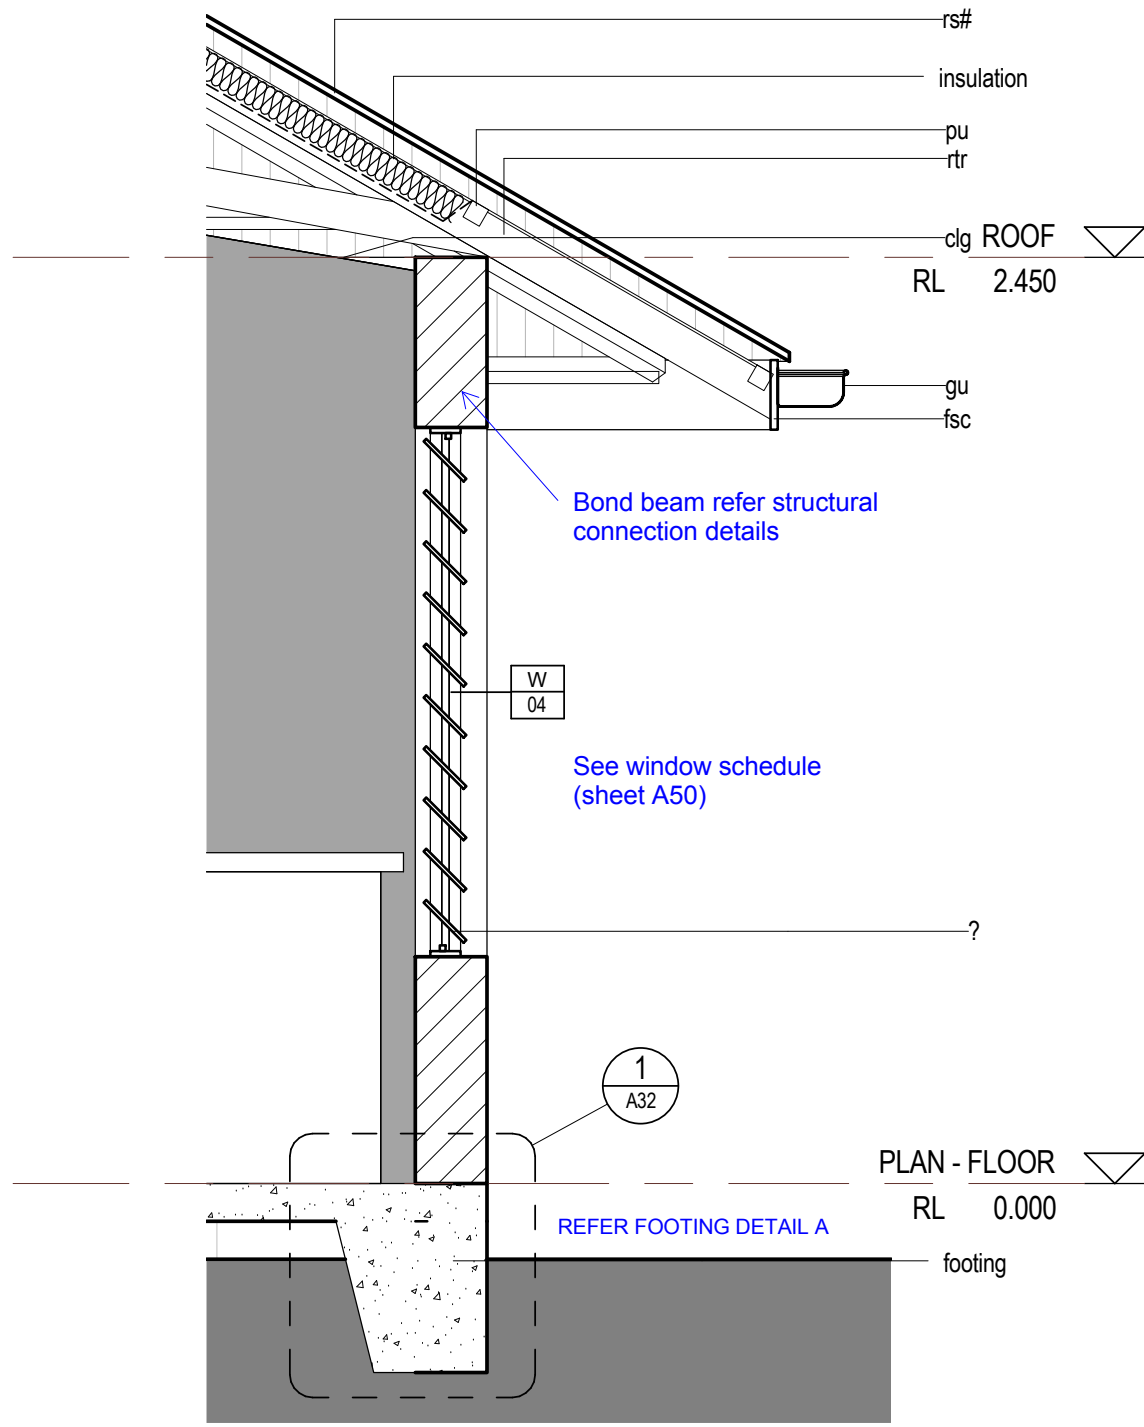 rs#
insulation
pu
rtr
clg ROOF
RL 2.450
gu
fsc
Bond beam refer structural
connection details
W
04
See window schedule
(sheet A50)
?
1
A32
PLAN - FLOOR
RL 0.000
REFER FOOTING DETAIL A
footing